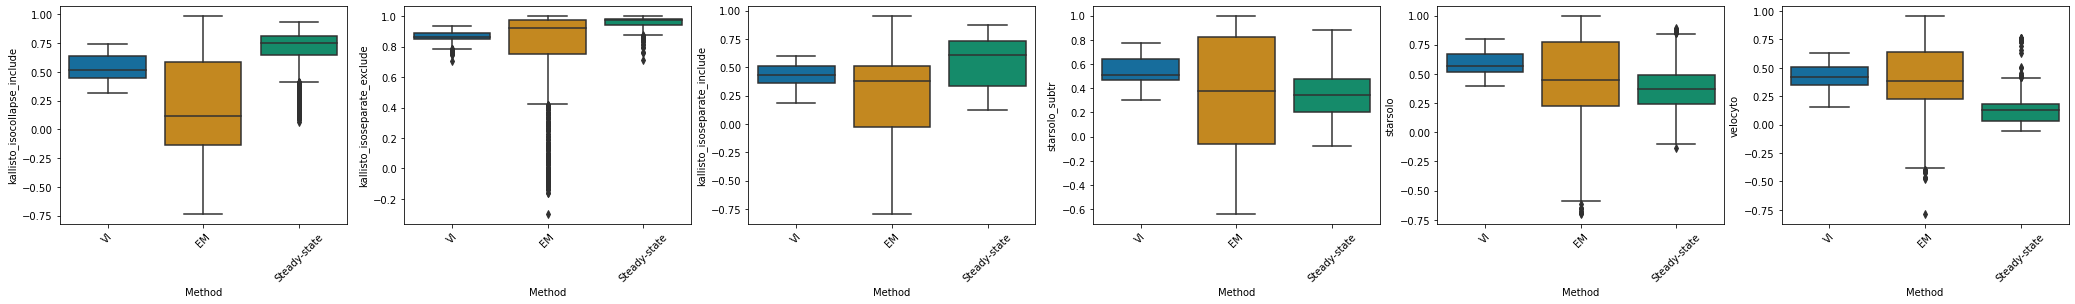 kallisto_isocollapse_include
1.00
0.75
0.50
0.25
0.00
−0.25
−0.50
−0.75
VI
EM
Steady-state
Method
kallisto_isoseparate_exclude
1.0
0.8
0.6
0.4
0.2
0.0
−0.2
VI
EM
Steady-state
Method
kallisto_isoseparate_include
1.00
0.75
0.50
0.25
0.00
−0.25
−0.50
−0.75
VI
EM
Steady-state
Method
starsolo_subtr
1.0
0.8
0.6
0.4
0.2
0.0
−0.2
−0.4
−0.6
VI
EM
Steady-state
Method
starsolo
1.00
0.75
0.50
0.25
0.00
−0.25
−0.50
−0.75
VI
EM
Steady-state
Method
velocyto
1.00
0.75
0.50
0.25
0.00
−0.25
−0.50
−0.75
VI
EM
Steady-state
Method